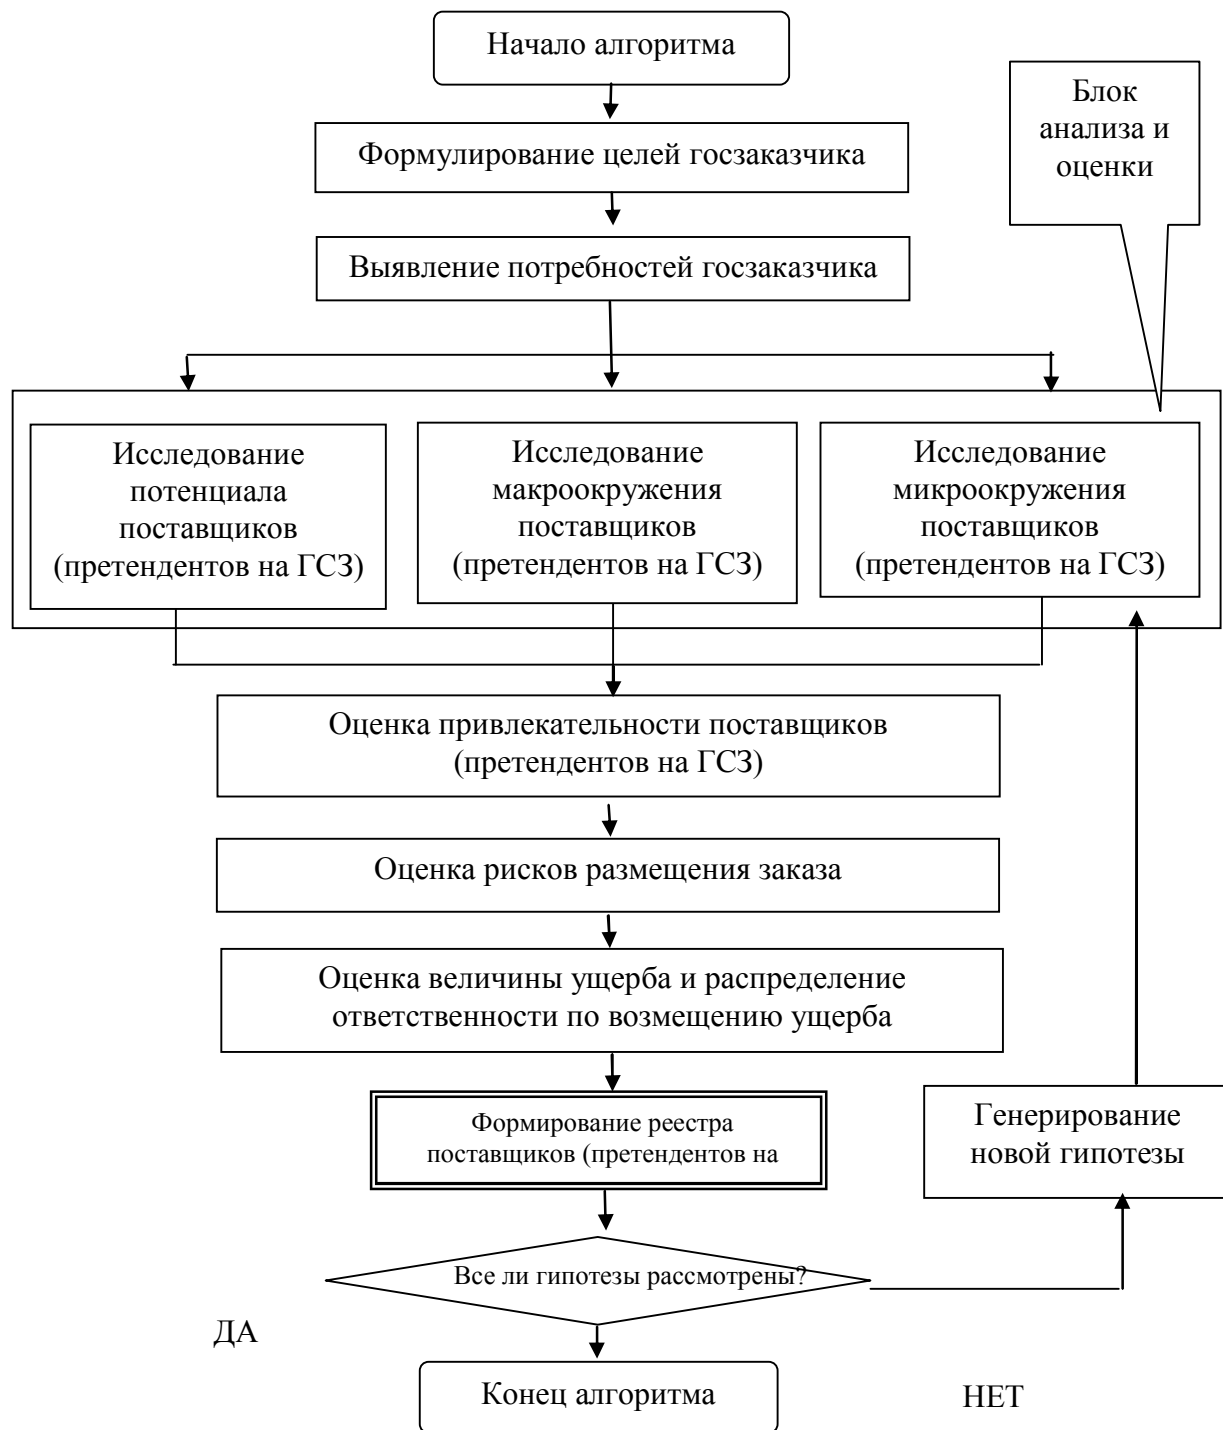 Начало алгоритма
Блок
анализа и
оценки
Формулирование целей госзаказчика
Выявление потребностей госзаказчика
Исследование
потенциала
поставщиков
(претендентов на ГСЗ)
Исследование
макроокружения
поставщиков
(претендентов на ГСЗ)
Исследование
микроокружения
поставщиков
(претендентов на ГСЗ)
Оценка привлекательности поставщиков
(претендентов на ГСЗ)
Оценка рисков размещения заказа
Оценка величины ущерба и распределение
ответственности по возмещению ущерба
Формирование реестра
поставщиков (претендентов на
Генерирование
новой гипотезы
Все ли гипотезы рассмотрены?
ДА
Конец алгоритма
НЕТ